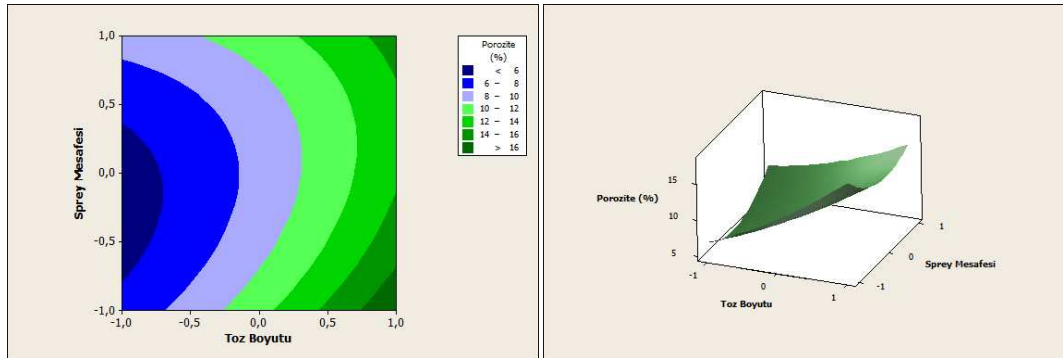 1,0
0,5
0,0
-0,5
-1,0
Sprey Mesafesi
-1,0 -0,5 0,0 0,5 1,0
Toz Boyutu
Porozite
(%)
< 6
6 – 8
8 – 10
10 – 12
12 – 14
14 – 16
> 16
Porozite (%)
15
10
5
-1
0
1
Toz Boyutu
1
0
-1
Sprey Mesafesi